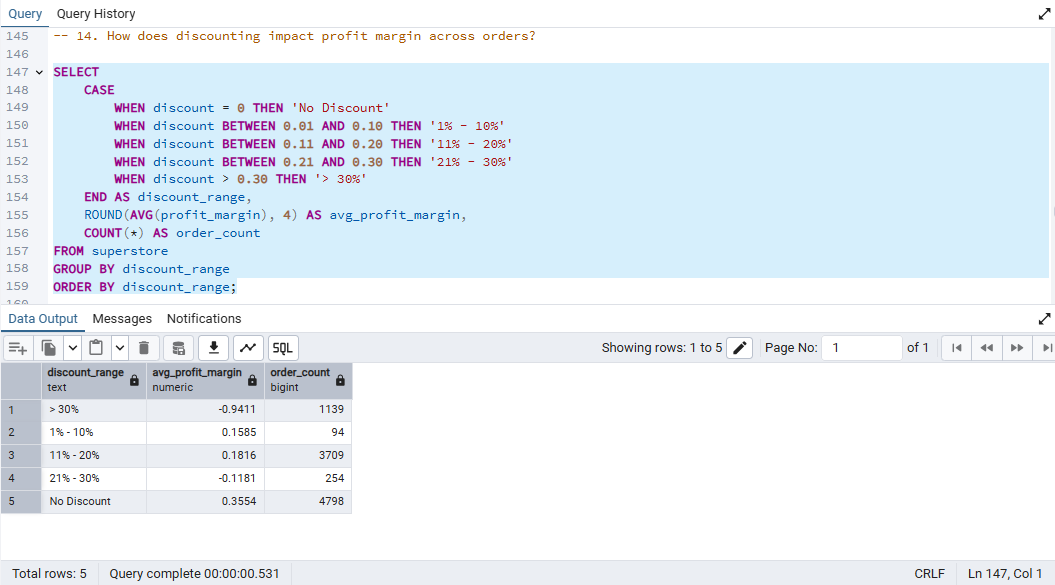 Query Query History
145 -- 14. How does discounting impact profit margin across orders?
146
147 SELECT
148 CASE
149 WHEN discount = 0 THEN 'No Discount'
150 WHEN discount BETWEEN 0.01 AND 0.10 THEN '1% - 10%'
151 WHEN discount BETWEEN 0.11 AND 0.20 THEN '11% - 20%'
152 WHEN discount BETWEEN 0.21 AND 0.30 THEN '21% - 30%'
153 WHEN discount > 0.30 THEN '> 30%'
154 END AS discount_range,
155 ROUND(AVG(profit_margin), 4) AS avg_profit_margin,
156 COUNT(*) AS order_count
157 FROM superstore
158 GROUP BY discount_range
159 ORDER BY discount_range;
160
Data Output Messages Notifications
SQL Showing rows: 1 to 5 Page No: 1 of 1
discount_range avg_profit_margin order_count
text numeric bigint
1 > 30% -0.9411 1139
2 1% - 10% 0.1585 94
3 11% - 20% 0.1816 3709
4 21% - 30% -0.1181 254
5 No Discount 0.3554 4798
Total rows: 5 Query complete 00:00:00.531 CRLF Ln 147, Col 1